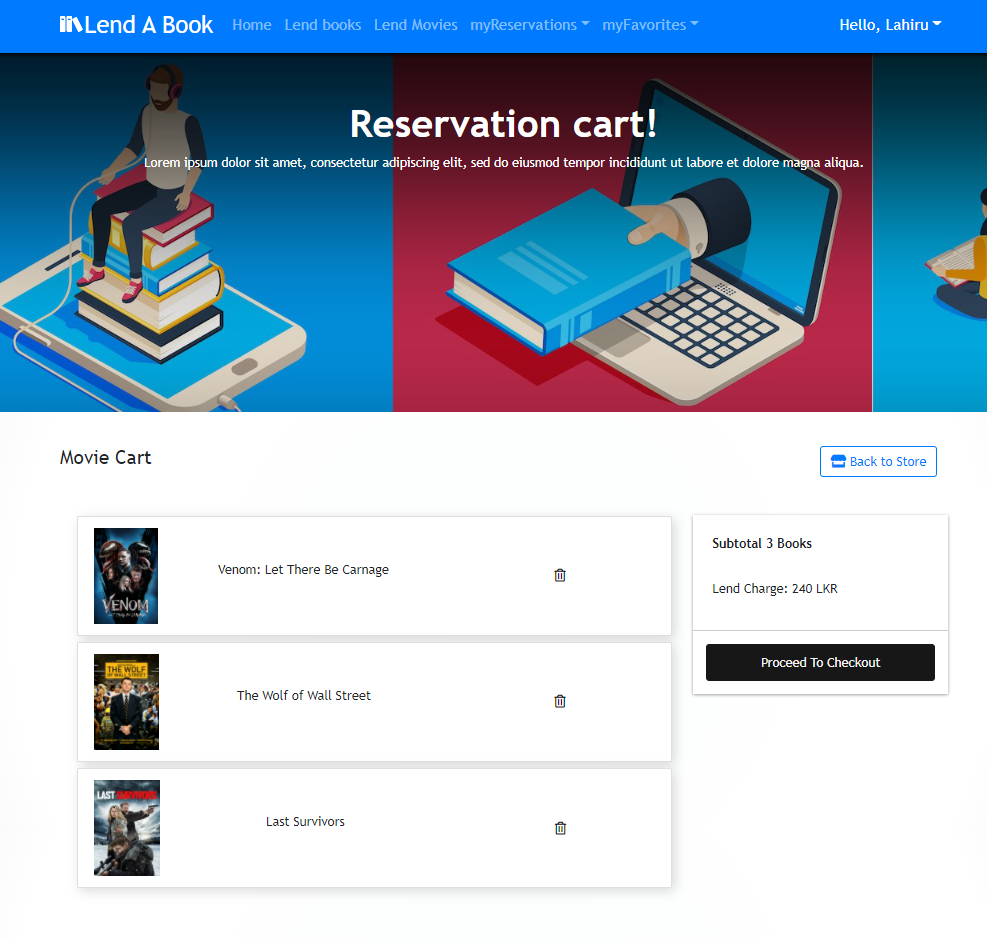 Lend A Book Home Lend books Lend Movies myReservations myFavorites Hello, Lahiru
Reservation cart!
Lorem ipsum dolor sit amet, consectetur adipiscing elit, sed do eiusmod tempor incididunt ut labore et dolore magna aliqua.
Movie Cart
Back to Store
VENOM
Venom: Let There Be Carnage
THE WOLF
OF WALL STREET
The Wolf of Wall Street
LAST SURVIVORS
Last Survivors
Subtotal 3 Books
Lend Charge: 240 LKR
Proceed To Checkout